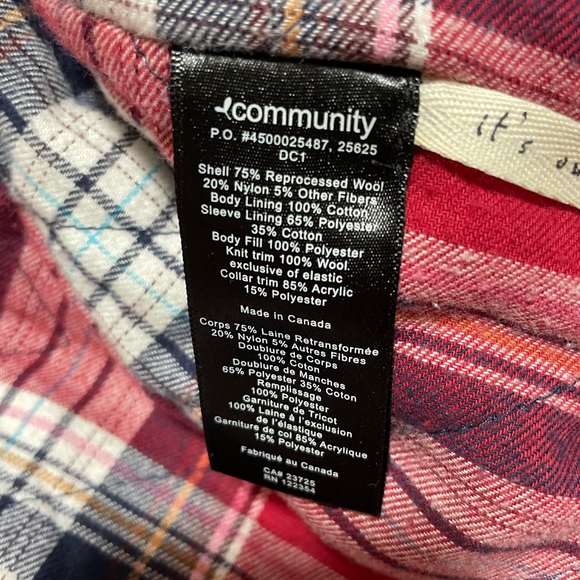 community
P.O. #4500025487, 25625
DC1
Shell 75% Reprocessed Wool
20% Nylon 5% Other Fibers
Body Lining 100% Cotton
Sleeve Lining 65% Polyester
35% Cotton
Body Fill 100% Polyester
Knit trim 100% Wool.
exclusive of elastic
Collar trim 85% Acrylic
15% Polyester
Made in Canada
Corps 75% Laine Retransformée
20% Nylon 5% Autres Fibres
Doublure de Corps
100% Coton
Doublure de Manches
65% Polyester 35% Coton
Remplissage
100% Polyester
Garniture de Tricot
100% Laine à l'exclusion
de l'élastique
Garniture de col 85% Acrylique
15% Polyester
Fabriqué au Canada
CA# 23725
RN 122354
it's